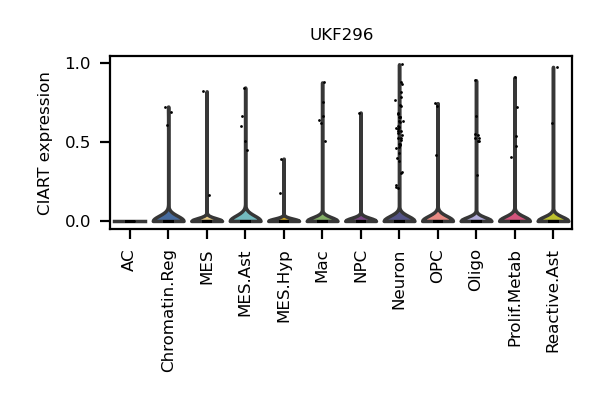 UKF296
CIART expression
1.0
0.5
0.0
AC
Chromatin.Reg
MES
MES.Ast
MES.Hyp
Mac
NPC
Neuron
OPC
Oligo
Prolif.Metab
Reactive.Ast